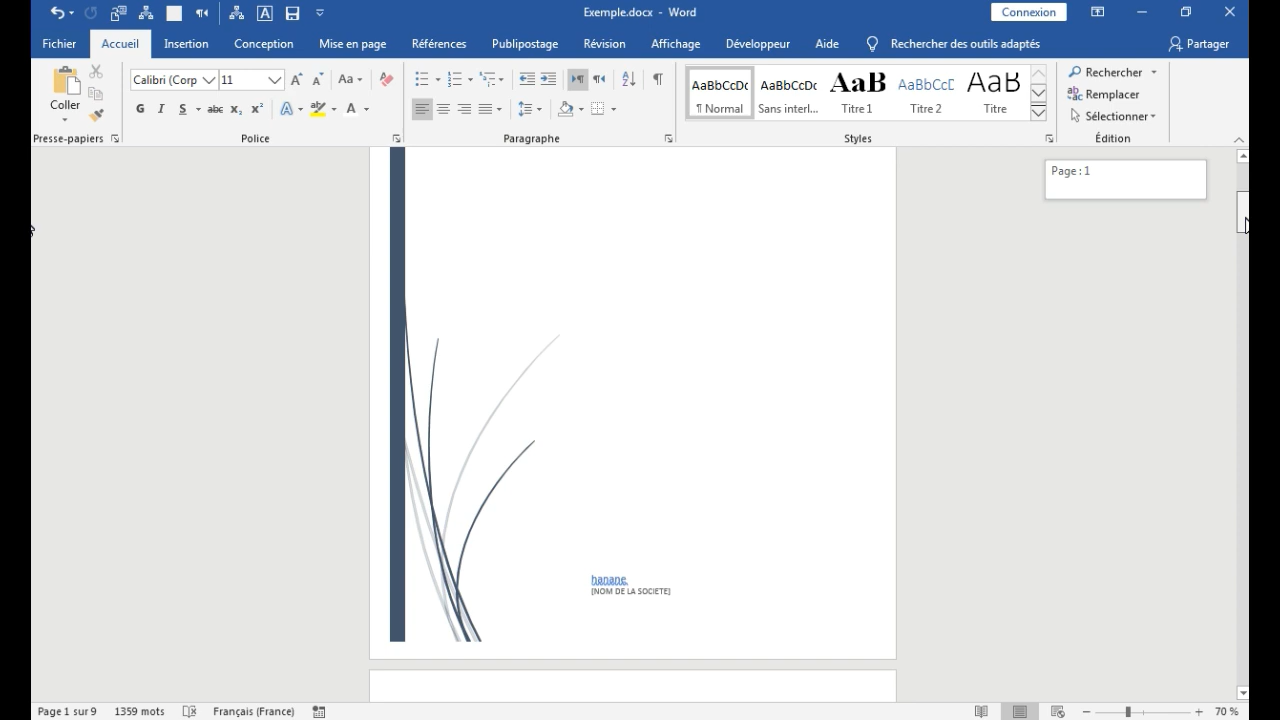 Exemple.docx - Word
Connexion
Fichier Accueil Insertion Conception Mise en page Références Publipostage Révision Affichage Développeur Aide Rechercher des outils adaptés Partager
Coller
Presse-papiers
Calibri (Corp 11
Aa
G I S abc x₂ x²
A ab A
Police
Paragraphe
AaBbCcDc AaBbCcDc AaB AaBbCcD AaB
¶ Normal Sans interl... Titre 1 Titre 2 Titre
Styles
Rechercher
Remplacer
Sélectionner
Édition
Page : 1
hanane
[NOM DE LA SOCIETE]
Page 1 sur 9 1359 mots Français (France) 70 %